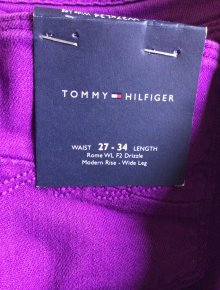 TOMMY HILFIGER
WAIST 27 - 34 LENGTH
Rome WL F2 Drizzle
Modern Rise - Wide Leg